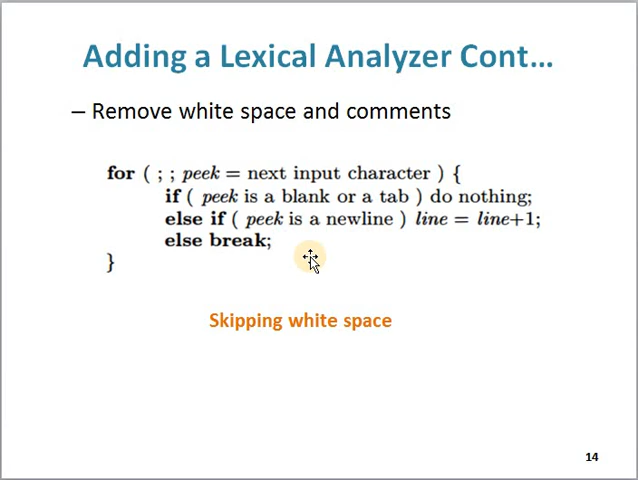 Adding a Lexical Analyzer Cont...
– Remove white space and comments
for ( ; ; peek = next input character ) {
if ( peek is a blank or a tab ) do nothing;
else if ( peek is a newline ) line = line+1;
else break;
}
Skipping white space
14